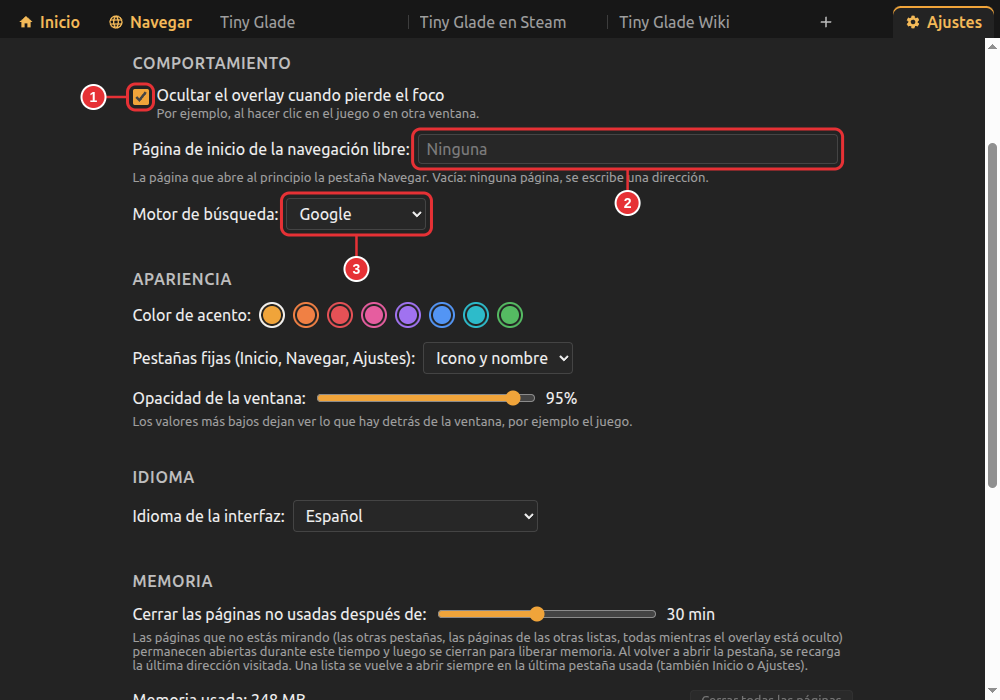 Inicio Navegar Tiny Glade Tiny Glade en Steam Tiny Glade Wiki + Ajustes
COMPORTAMIENTO
1 Ocultar el overlay cuando pierde el foco
Por ejemplo, al hacer clic en el juego o en otra ventana.
Página de inicio de la navegación libre: Ninguna
La página que abre al principio la pestaña Navegar. Vacía: ninguna página, se escribe una dirección.
2
Motor de búsqueda: Google
3
APARIENCIA
Color de acento:
Pestañas fijas (Inicio, Navegar, Ajustes): Icono y nombre
Opacidad de la ventana: 95%
Los valores más bajos dejan ver lo que hay detrás de la ventana, por ejemplo el juego.
IDIOMA
Idioma de la interfaz: Español
MEMORIA
Cerrar las páginas no usadas después de: 30 min
Las páginas que no estás mirando (las otras pestañas, las páginas de las otras listas, todas mientras el overlay está oculto)
permanecen abiertas durante este tiempo y luego se cierran para liberar memoria. Al volver a abrir la pestaña, se recarga
la última dirección visitada. Una lista se vuelve a abrir siempre en la última pestaña usada (también Inicio o Ajustes).
Memoria usada: 248 MB Cerrar todas las páginas